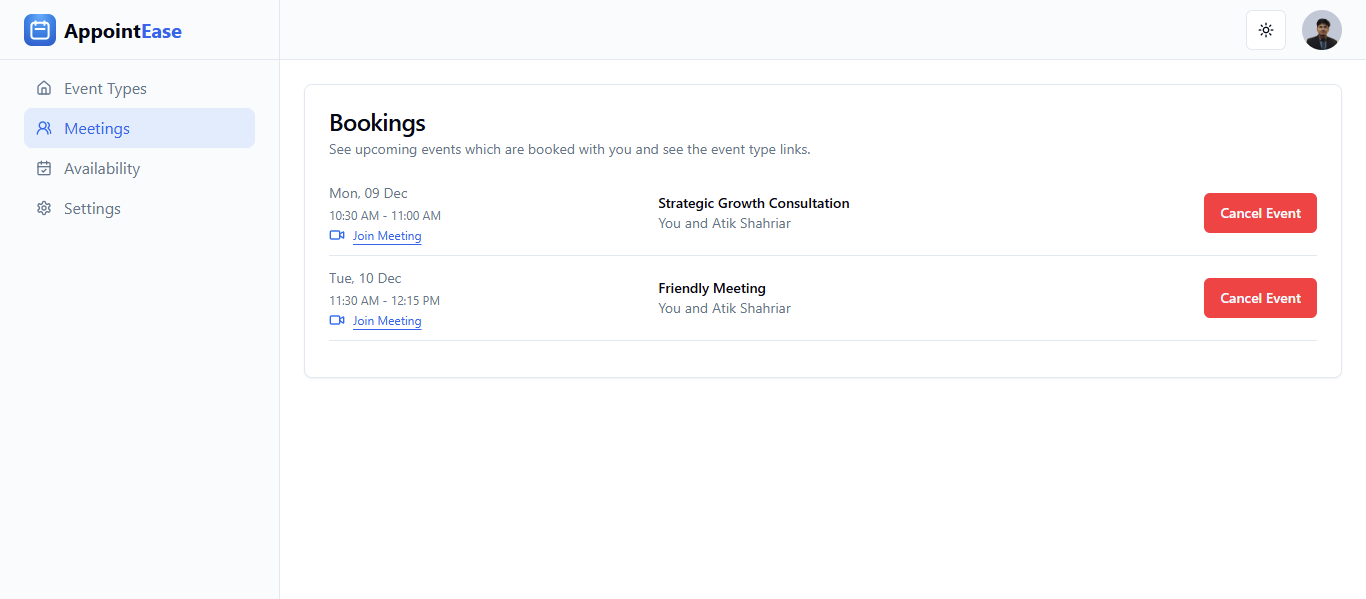 AppointEase
Event Types
Meetings
Availability
Settings
Bookings
See upcoming events which are booked with you and see the event type links.
Mon, 09 Dec
10:30 AM - 11:00 AM
Join Meeting
Strategic Growth Consultation
You and Atik Shahriar
Cancel Event
Tue, 10 Dec
11:30 AM - 12:15 PM
Join Meeting
Friendly Meeting
You and Atik Shahriar
Cancel Event